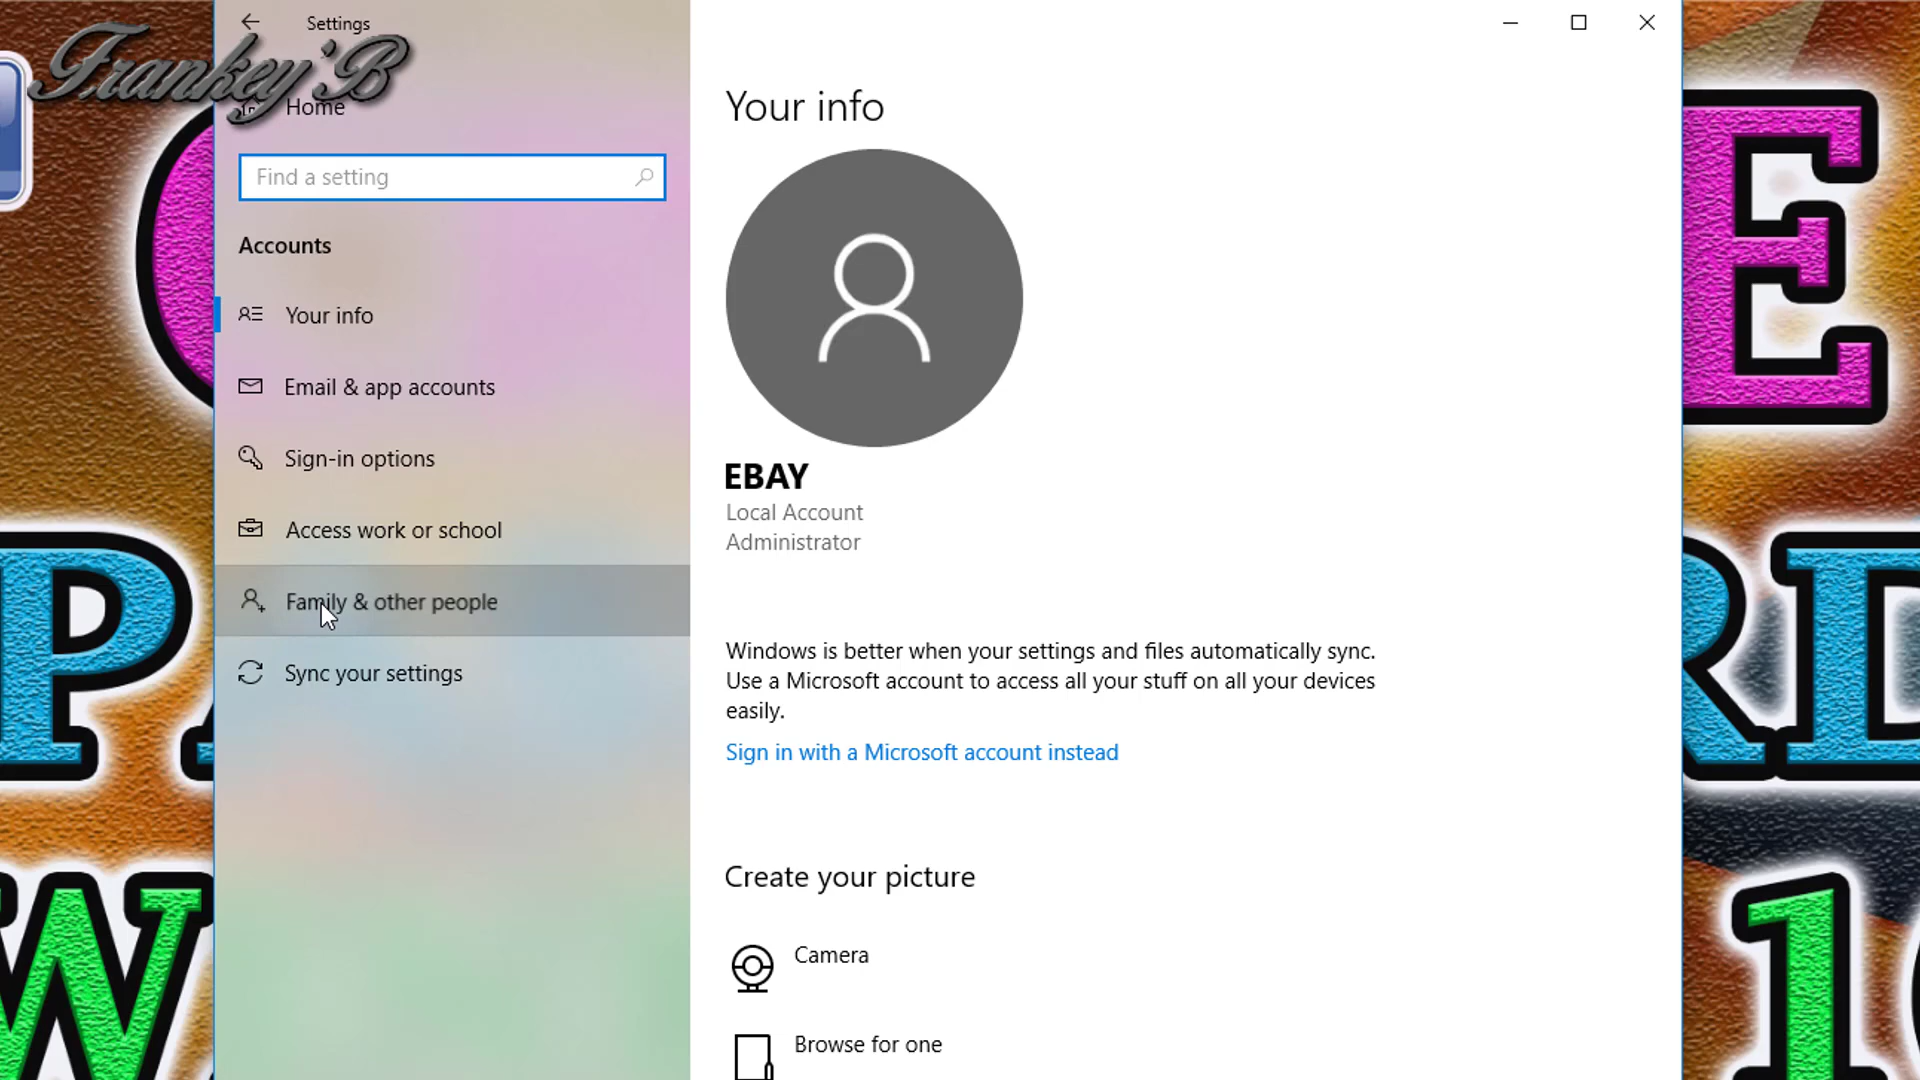 Settings
Frankey'B
Home
Find a setting
Accounts
Your info
Email & app accounts
Sign-in options
Access work or school
Family & other people
Sync your settings
Your info
EBAY
Local Account
Administrator
Windows is better when your settings and files automatically sync.
Use a Microsoft account to access all your stuff on all your devices
easily.
Sign in with a Microsoft account instead
Create your picture
Camera
Browse for one
E
P
RD
W
10